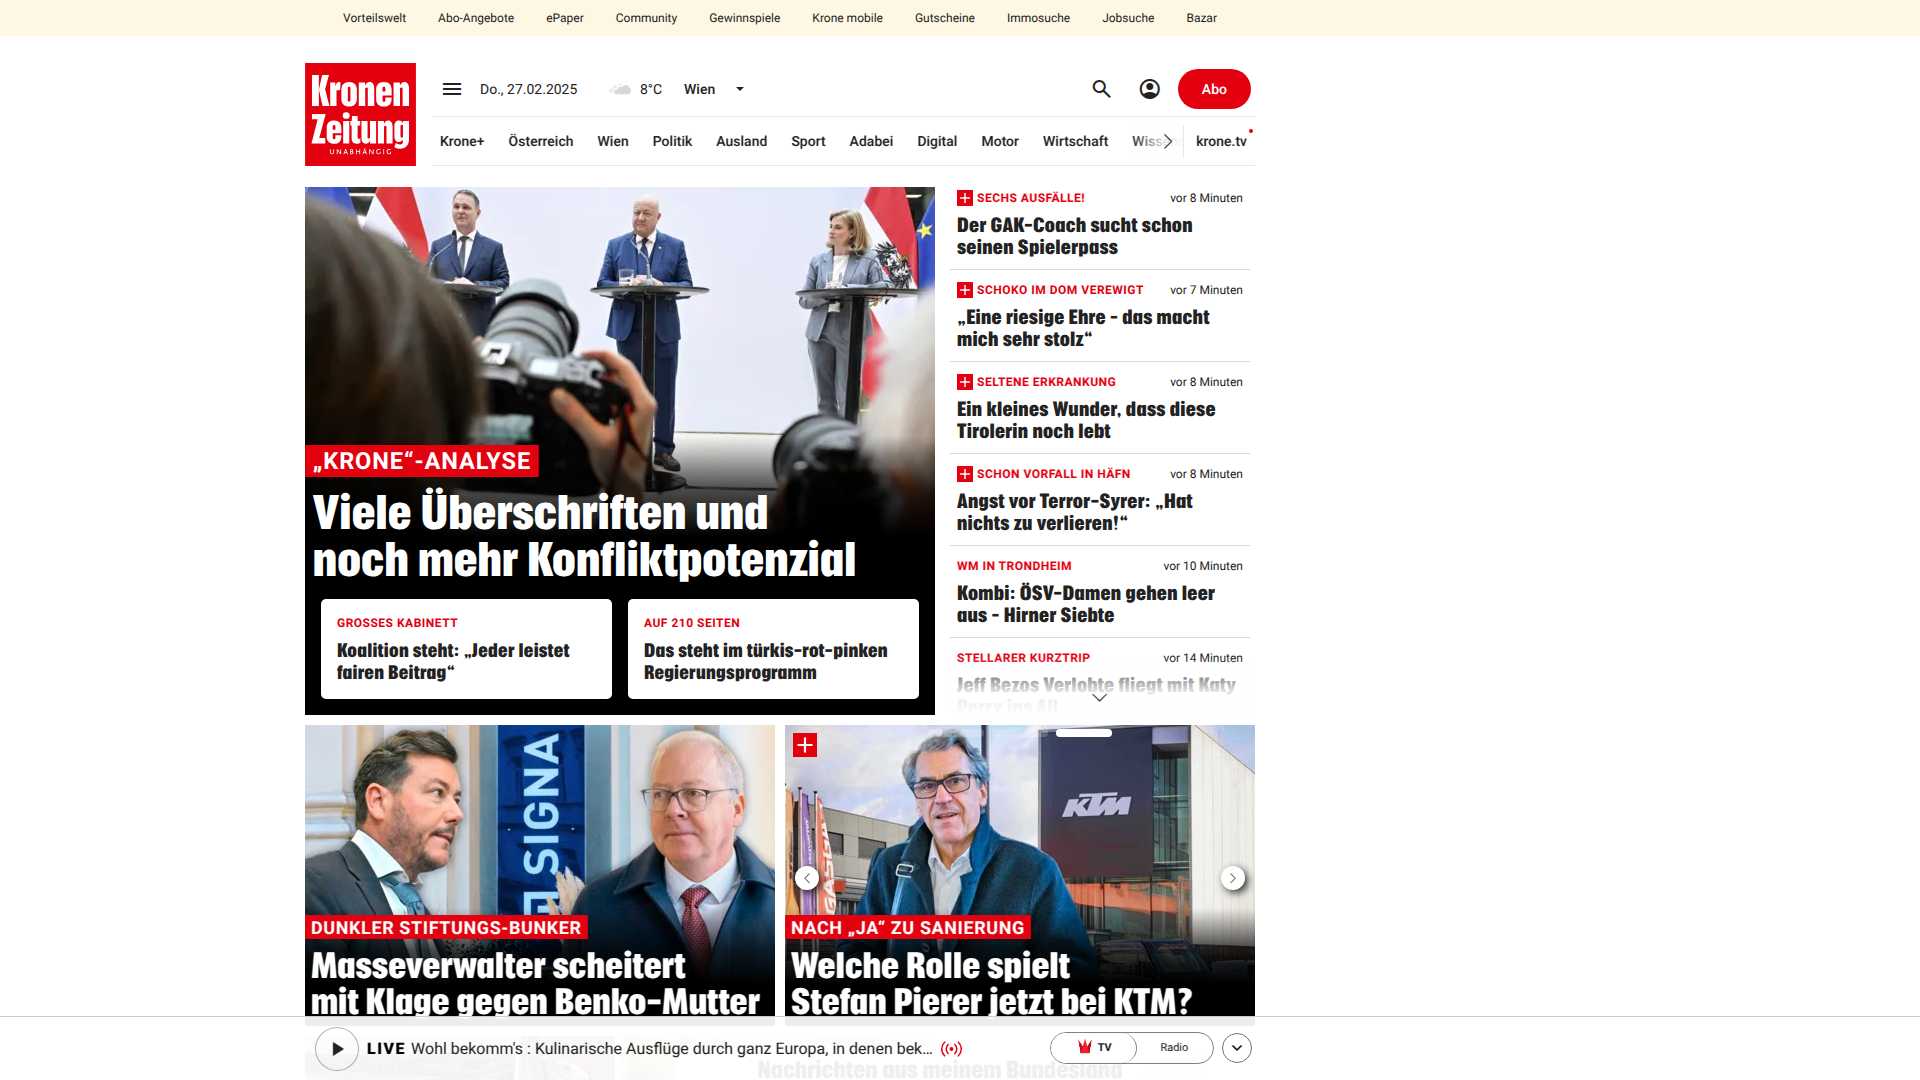 Vorteilswelt Abo-Angebote ePaper Community Gewinnspiele Krone mobile Gutscheine Immosuche Jobsuche Bazar
Kronen
Zeitung
UNABHÄNGIG
Do., 27.02.2025 8°C Wien Abo
Krone+ Österreich Wien Politik Ausland Sport Adabei Digital Motor Wirtschaft krone.tv
„KRONE“-ANALYSE
Viele Überschriften und
noch mehr Konfliktpotenzial
GROSSES KABINETT
Koalition steht: „Jeder leistet
fairen Beitrag“
AUF 210 SEITEN
Das steht im türkis-rot-pinken
Regierungsprogramm
SECHS AUSFÄLLE! vor 8 Minuten
Der GAK-Coach sucht schon
seinen Spielerpass
SCHOKO IM DOM VEREWIGT vor 7 Minuten
„Eine riesige Ehre - das macht
mich sehr stolz“
SELTENE ERKRANKUNG vor 8 Minuten
Ein kleines Wunder, dass diese
Tirolerin noch lebt
SCHON VORFALL IN HÄFN vor 8 Minuten
Angst vor Terror-Syrer: „Hat
nichts zu verlieren!“
WM IN TRONDHEIM vor 10 Minuten
Kombi: ÖSV-Damen gehen leer
aus - Hirner Siebte
STELLARER KURZTRIP vor 14 Minuten
Jeff Bezos Verlobte fliegt mit Katy
Perry ins All
SIGNA
DUNKLER STIFTUNGS-BUNKER
Masseverwalter scheitert
mit Klage gegen Benko-Mutter
KTM
GASGAS
NACH „JA“ ZU SANIERUNG
Welche Rolle spielt
Stefan Pierer jetzt bei KTM?
LIVE Wohl bekomm's : Kulinarische Ausflüge durch ganz Europa, in denen bek... TV Radio
Nachrichten aus meinem Bundesland